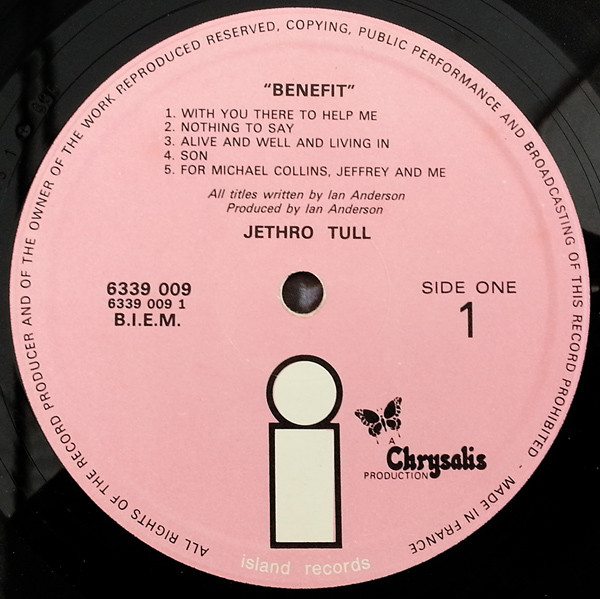 ALL RIGHTS OF THE RECORD PRODUCER AND OF THE OWNER OF THE WORK REPRODUCED RESERVED, COPYING, PUBLIC PERFORMANCE AND BROADCASTING OF THIS RECORD PROHIBITED - MADE IN FRANCE
"BENEFIT"
1. WITH YOU THERE TO HELP ME
2. NOTHING TO SAY
3. ALIVE AND WELL AND LIVING IN
4. SON
5. FOR MICHAEL COLLINS, JEFFREY AND ME
All titles written by Ian Anderson
Produced by Ian Anderson
JETHRO TULL
6339 009
6339 009 1
B.I.E.M.
SIDE ONE
1
A
Chrysalis
PRODUCTION
island records